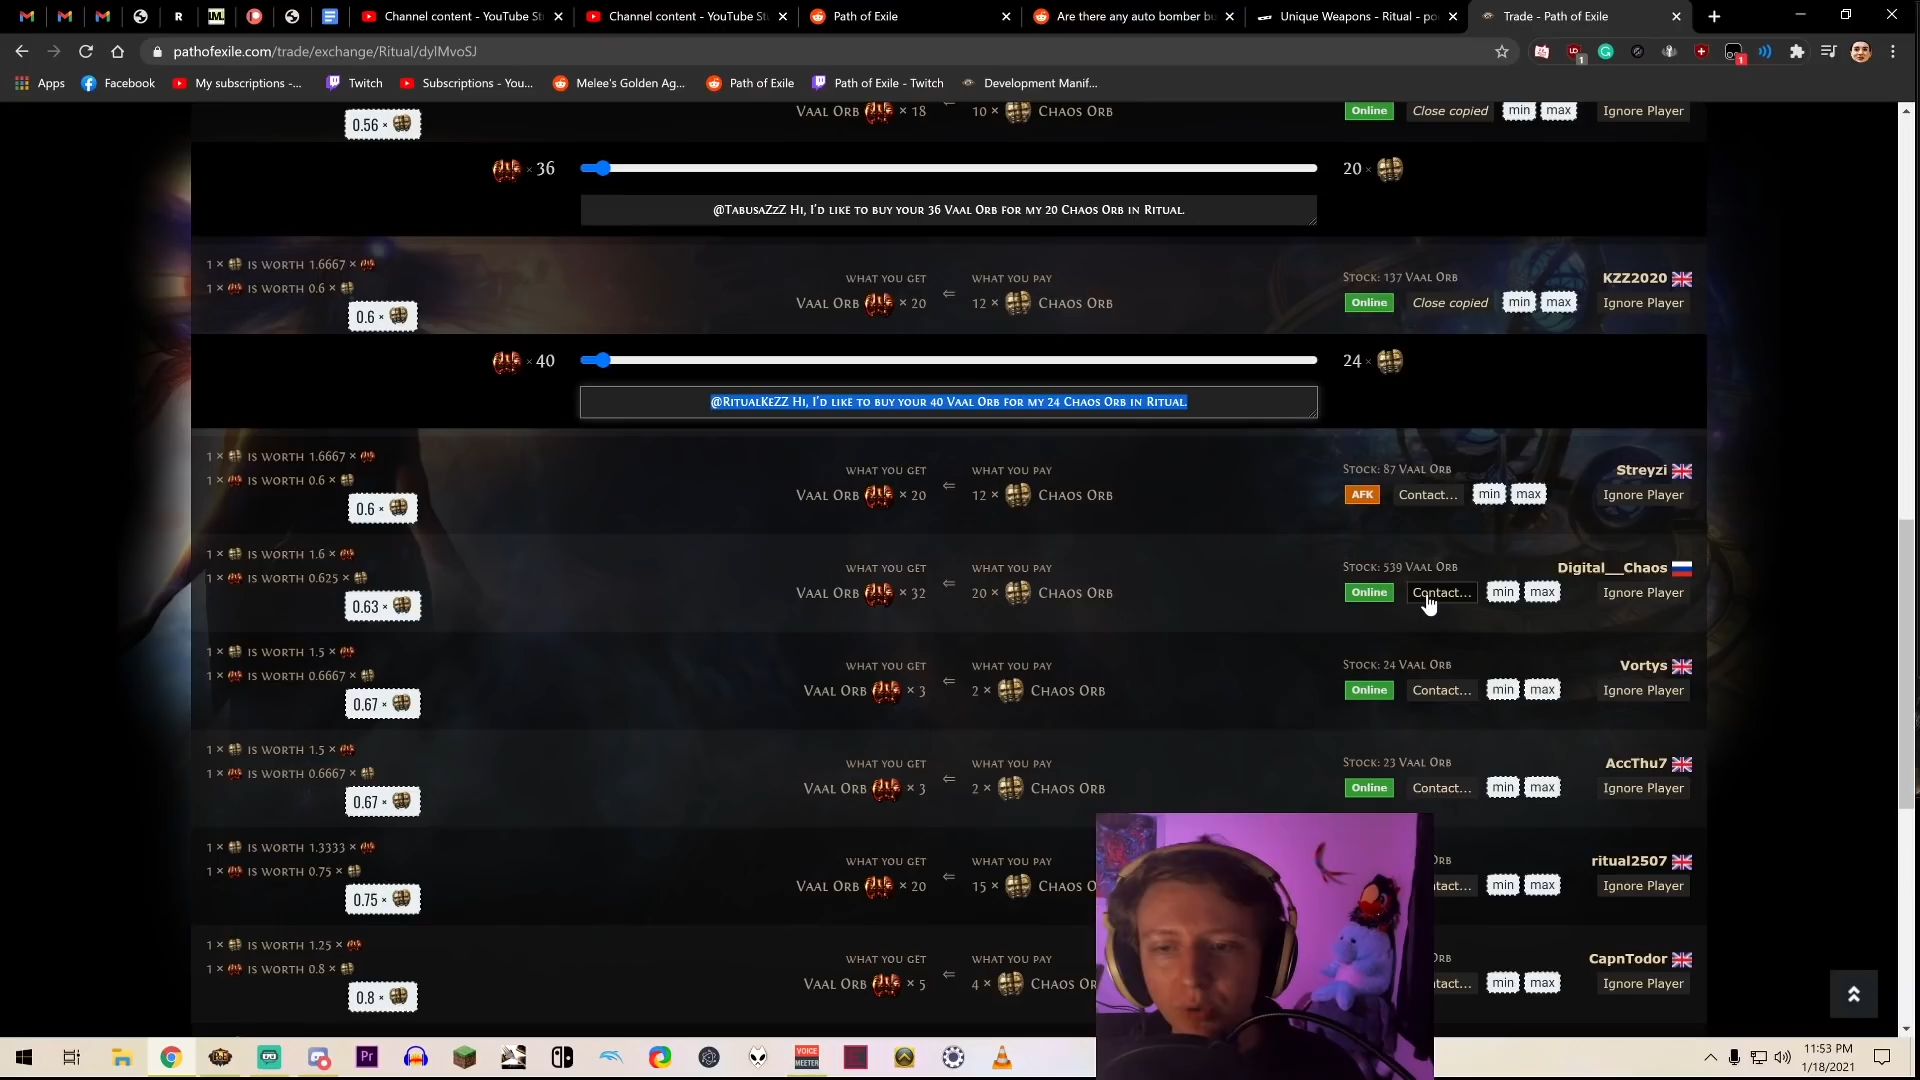 Channel content - YouTube St
Channel content - YouTube St
Path of Exile
Are there any auto bomber bu
Unique Weapons - Ritual - po
Trade - Path of Exile
pathofexile.com/trade/exchange/Ritual/dylMvoSJ
Apps
Facebook
My subscriptions -...
Twitch
Subscriptions - You...
Melee's Golden Ag...
Path of Exile
Path of Exile - Twitch
Development Manif...
0.56 ×
Vaal Orb × 18
10 × Chaos Orb
Online
Close copied
min
max
Ignore Player
× 36
20 ×
@TabusaZzZ Hi, I'd like to buy your 36 Vaal Orb for my 20 Chaos Orb in Ritual.
1 × is worth 1.6667 ×
1 × is worth 0.6 ×
0.6 ×
What you get
Vaal Orb × 20
What you pay
12 × Chaos Orb
Stock: 137 Vaal Orb
KZZ2020
Online
Close copied
min
max
Ignore Player
× 40
24 ×
@RitualKeZZ Hi, I'd like to buy your 40 Vaal Orb for my 24 Chaos Orb in Ritual.
1 × is worth 1.6667 ×
1 × is worth 0.6 ×
0.6 ×
What you get
Vaal Orb × 20
What you pay
12 × Chaos Orb
Stock: 87 Vaal Orb
Streyzi
AFK
Contact...
min
max
Ignore Player
1 × is worth 1.6 ×
1 × is worth 0.625 ×
0.63 ×
What you get
Vaal Orb × 32
What you pay
20 × Chaos Orb
Stock: 539 Vaal Orb
Digital__Chaos
Online
Contact...
min
max
Ignore Player
1 × is worth 1.5 ×
1 × is worth 0.6667 ×
0.67 ×
What you get
Vaal Orb × 3
What you pay
2 × Chaos Orb
Stock: 24 Vaal Orb
Vortys
Online
Contact...
min
max
Ignore Player
1 × is worth 1.5 ×
1 × is worth 0.6667 ×
0.67 ×
What you get
Vaal Orb × 3
What you pay
2 × Chaos Orb
Stock: 23 Vaal Orb
AccThu7
Online
Contact...
min
max
Ignore Player
1 × is worth 1.3333 ×
1 × is worth 0.75 ×
0.75 ×
What you get
Vaal Orb × 20
What you pay
15 × Chaos O
Orb
ritual2507
ntact...
min
max
Ignore Player
1 × is worth 1.25 ×
1 × is worth 0.8 ×
0.8 ×
What you get
Vaal Orb × 5
What you pay
4 × Chaos Or
Orb
CapnTodor
ntact...
min
max
Ignore Player
Pr
VOICE
MEETER
11:53 PM
1/18/2021